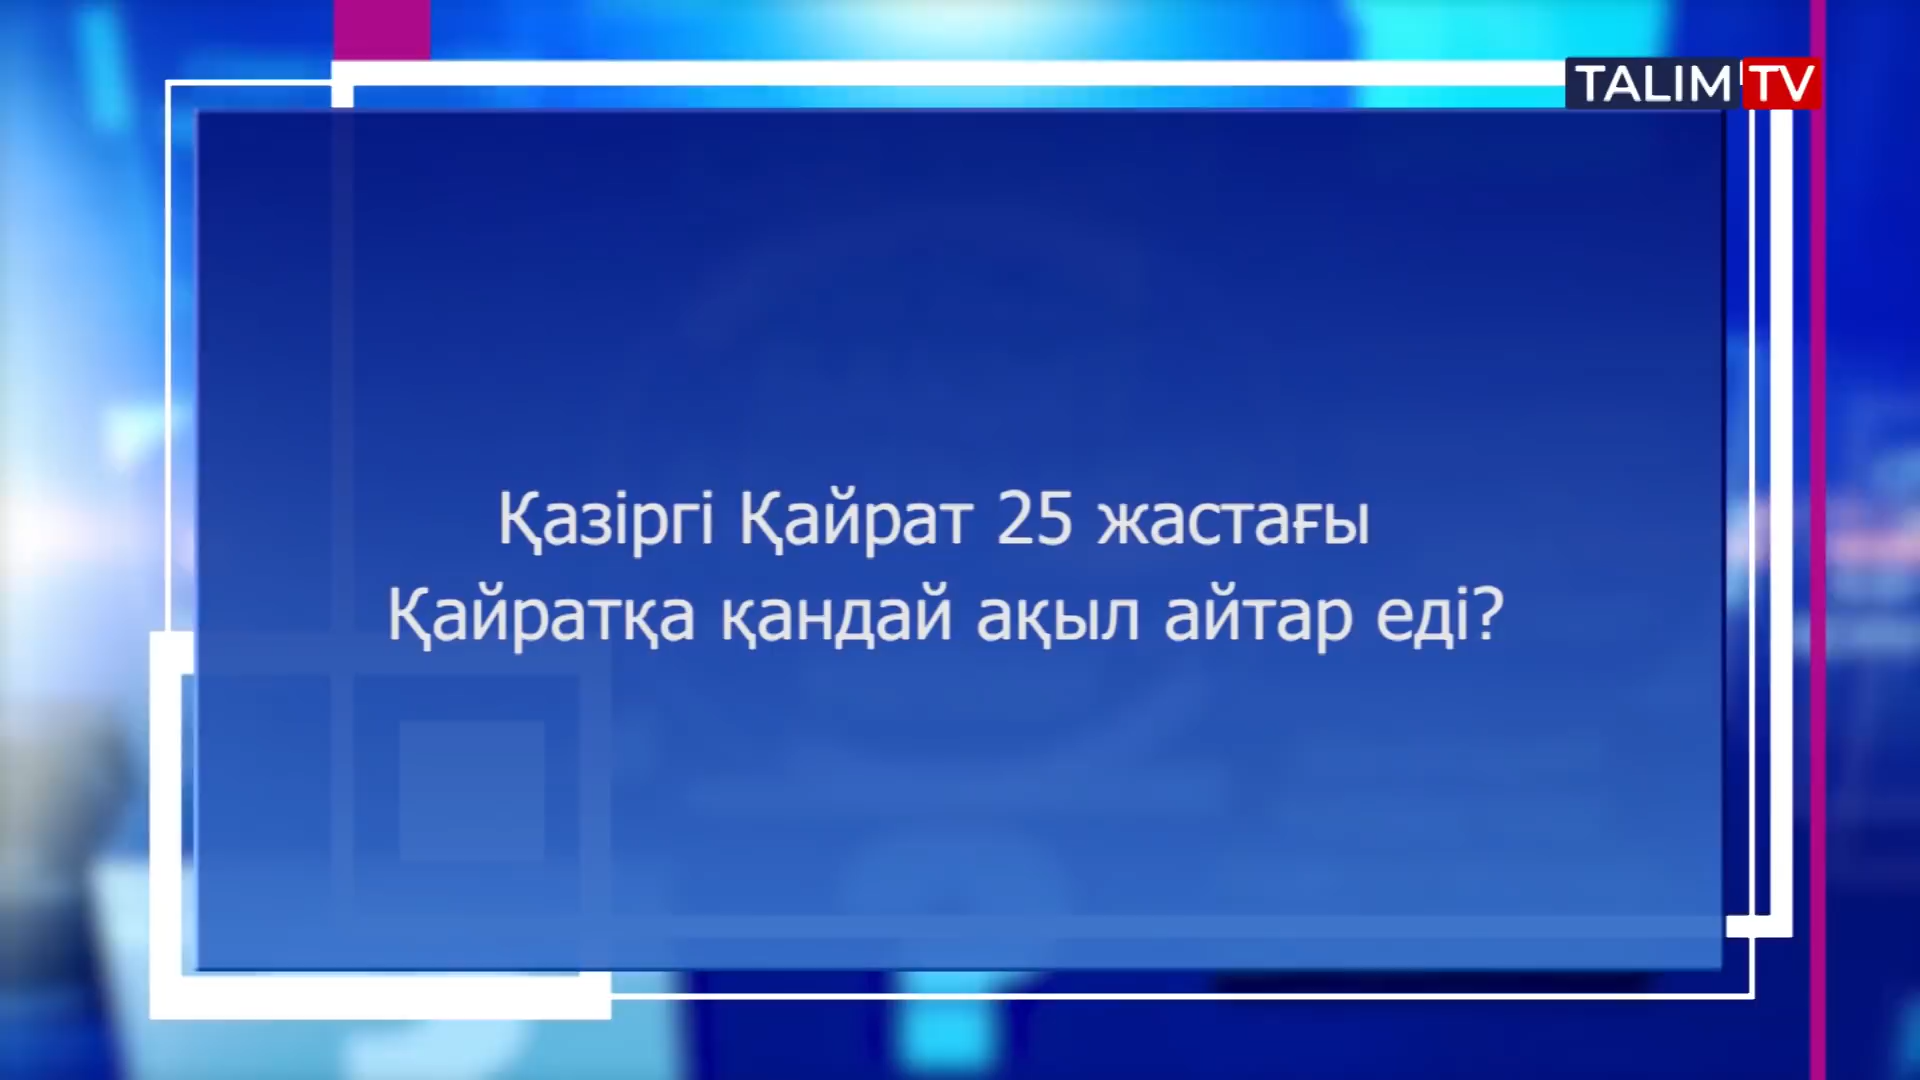 TALIM TV
Қазіргі Қайрат 25 жастағы
Қайратқа қандай ақыл айтар еді?